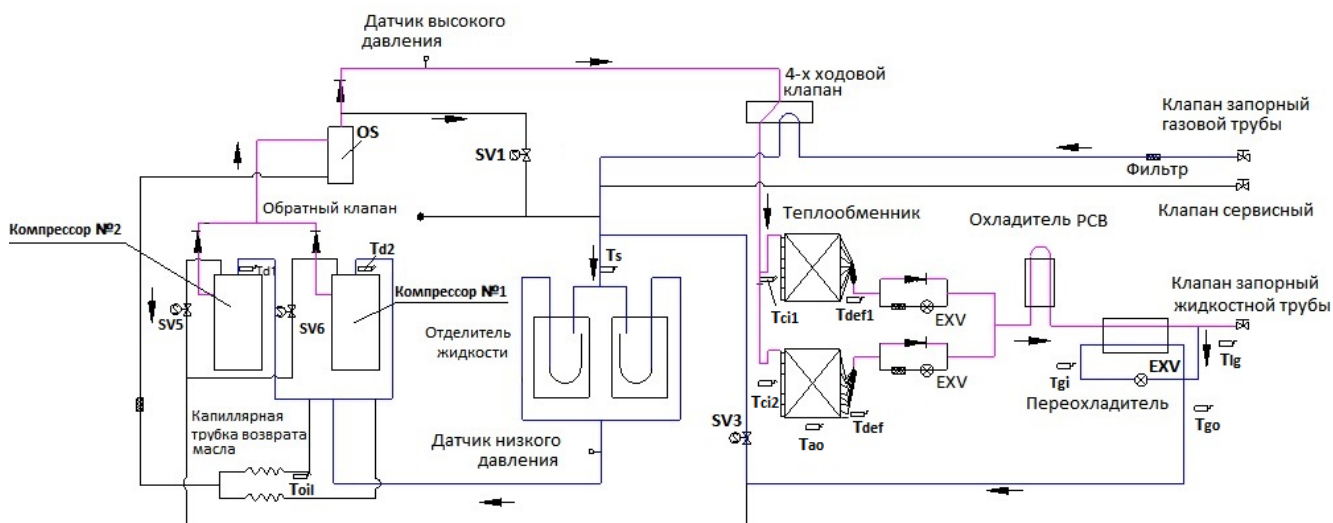 Датчик высокого
давления
4-х ходовой
клапан
Клапан запорный
газовой трубы
OS
SV1
Фильтр
Обратный клапан
Теплообменник
Охладитель PCB
Клапан сервисный
Компрессор №2
Td2
Td1
Ts
Компрессор №1
Клапан запорный
жидкостной трубы
Tci1
Tdef1
EXV
SV5
SV6
Отделитель
жидкости
Tlg
EXV
Tgi
EXV
Tci2
Переохладитель
Капиллярная
трубка возврата
масла
SV3
Tdef
Tgo
Tao
Датчик низкого
давления
Toil